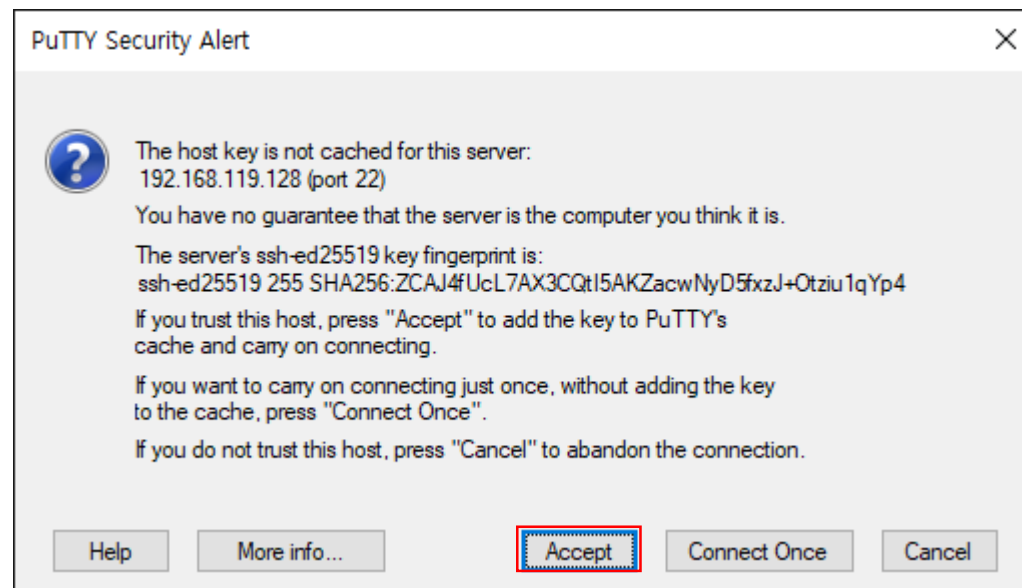 PuTTY Security Alert
The host key is not cached for this server:
192.168.119.128 (port 22)
You have no guarantee that the server is the computer you think it is.
The server's ssh-ed25519 key fingerprint is:
ssh-ed25519 255 SHA256:ZCAJ4fUcL7AX3CQtI5AKZacwNyD5fxzJ+Otziu1qYp4
If you trust this host, press "Accept" to add the key to PuTTY's
cache and carry on connecting.
If you want to carry on connecting just once, without adding the key
to the cache, press "Connect Once".
If you do not trust this host, press "Cancel" to abandon the connection.
Help More info... Accept Connect Once Cancel